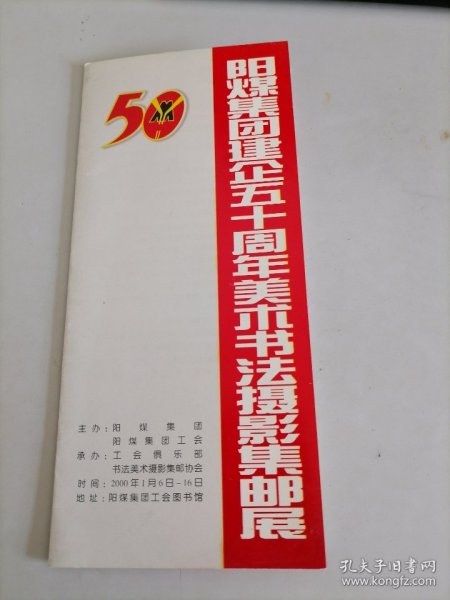 50
阳煤集团建企五十周年美术书法摄影集邮展
主办:阳煤集团
阳煤集团工会
承办:工会俱乐部
书法美术摄影集邮协会
时间:2000年1月6日-16日
地址:阳煤集团工会图书馆
孔夫子旧书网
www.kongfz.com